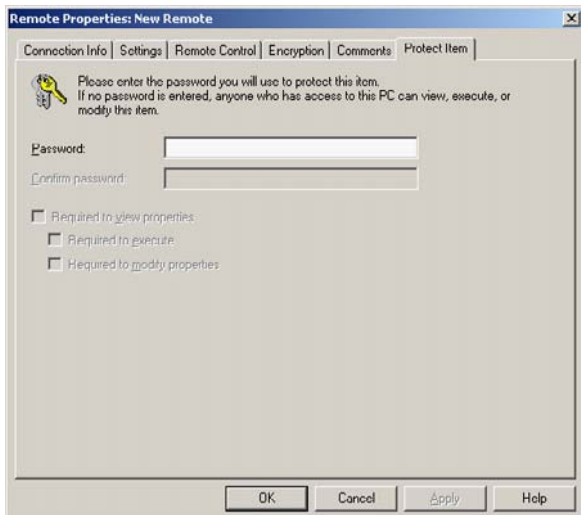 Remote Properties: New Remote
Connection Info Settings Remote Control Encryption Comments Protect Item
Please enter the password you will use to protect this item.
If no password is entered, anyone who has access to this PC can view, execute, or
modify this item.
Password:
Confirm password:
Required to view properties
Required to execute
Required to modify properties
OK Cancel Apply Help